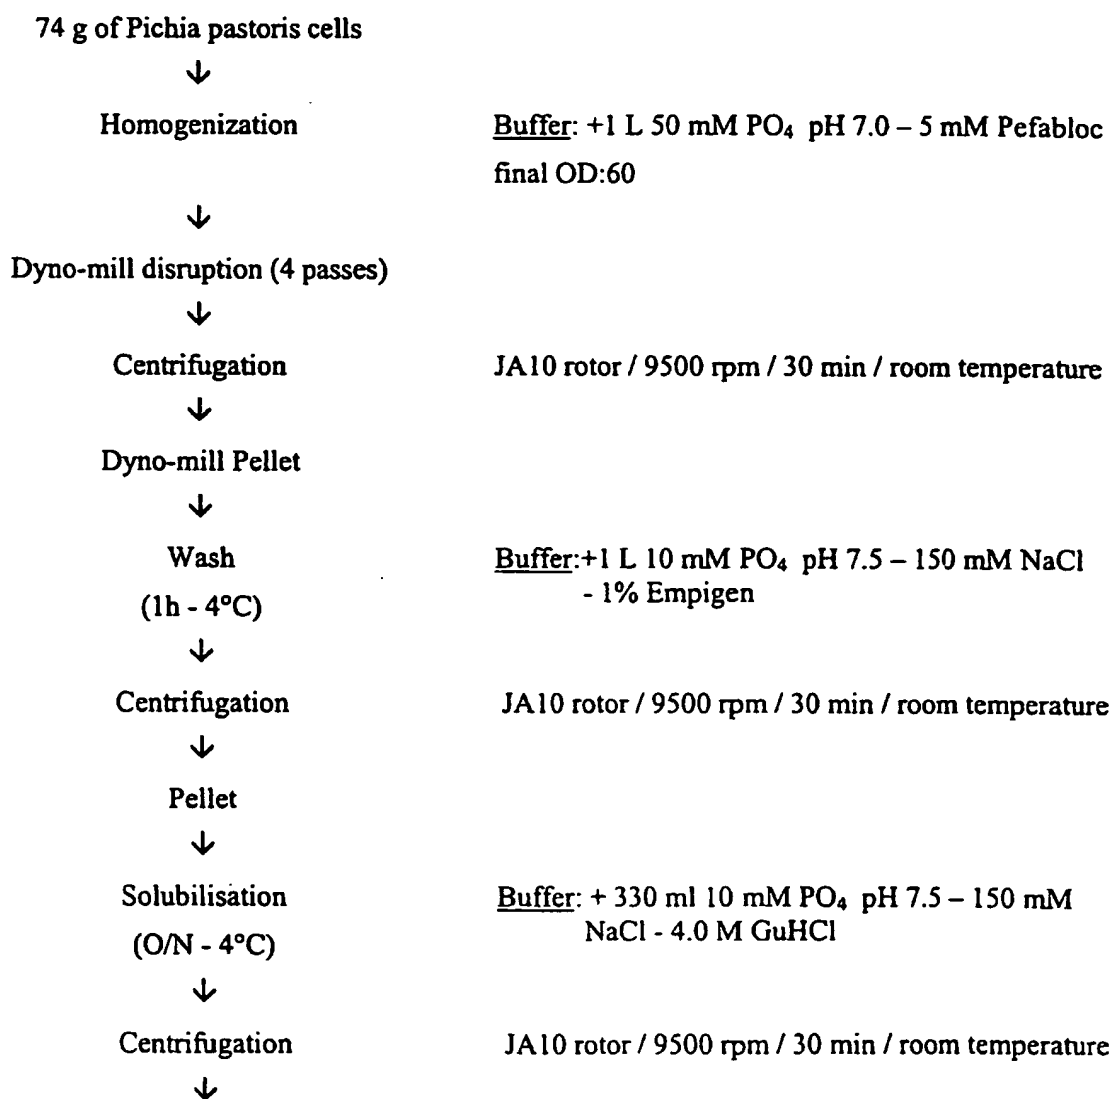 74 g of Pichia pastoris cells
↓
Homogenization Buffer: +1 L 50 mM PO₄ pH 7.0 – 5 mM Pefabloc
final OD:60
↓
Dyno-mill disruption (4 passes)
↓
Centrifugation JA10 rotor / 9500 rpm / 30 min / room temperature
↓
Dyno-mill Pellet
↓
Wash Buffer:+1 L 10 mM PO₄ pH 7.5 – 150 mM NaCl
(1h - 4°C) - 1% Empigen
↓
Centrifugation JA10 rotor / 9500 rpm / 30 min / room temperature
↓
Pellet
↓
Solubilisation Buffer: + 330 ml 10 mM PO₄ pH 7.5 – 150 mM
(O/N - 4°C) NaCl - 4.0 M GuHCl
↓
Centrifugation JA10 rotor / 9500 rpm / 30 min / room temperature
↓